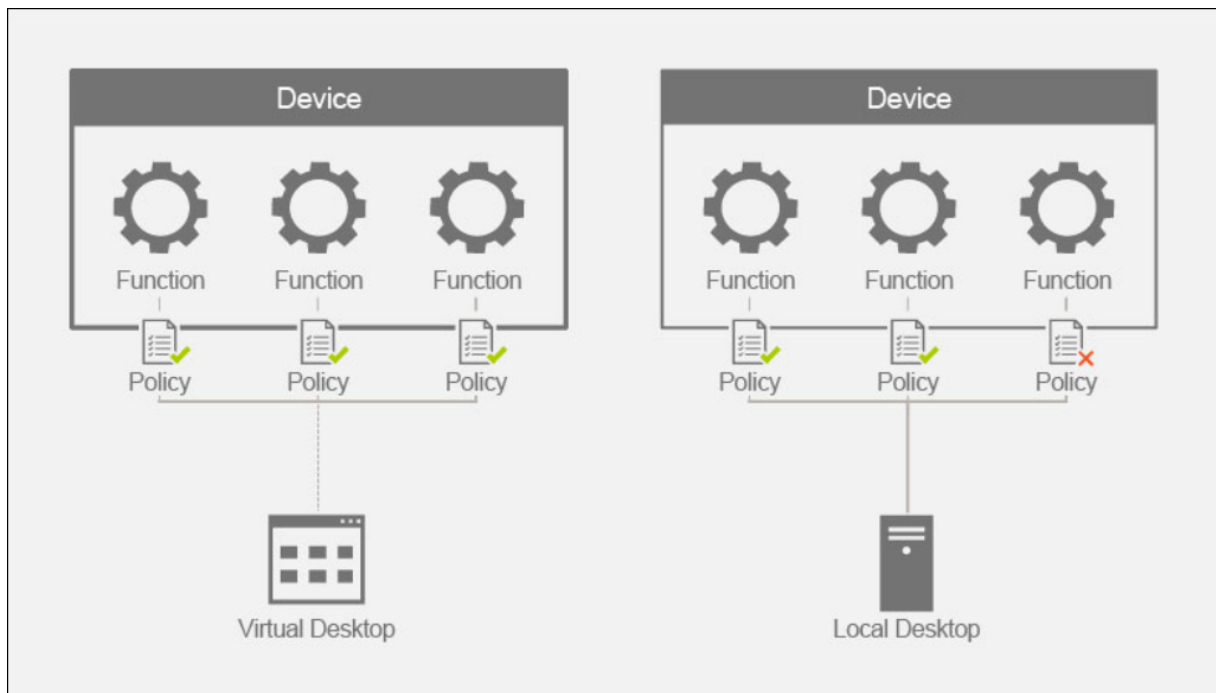 Device
Function Function Function
Policy Policy Policy
Virtual Desktop
Device
Function Function Function
Policy Policy Policy
Local Desktop